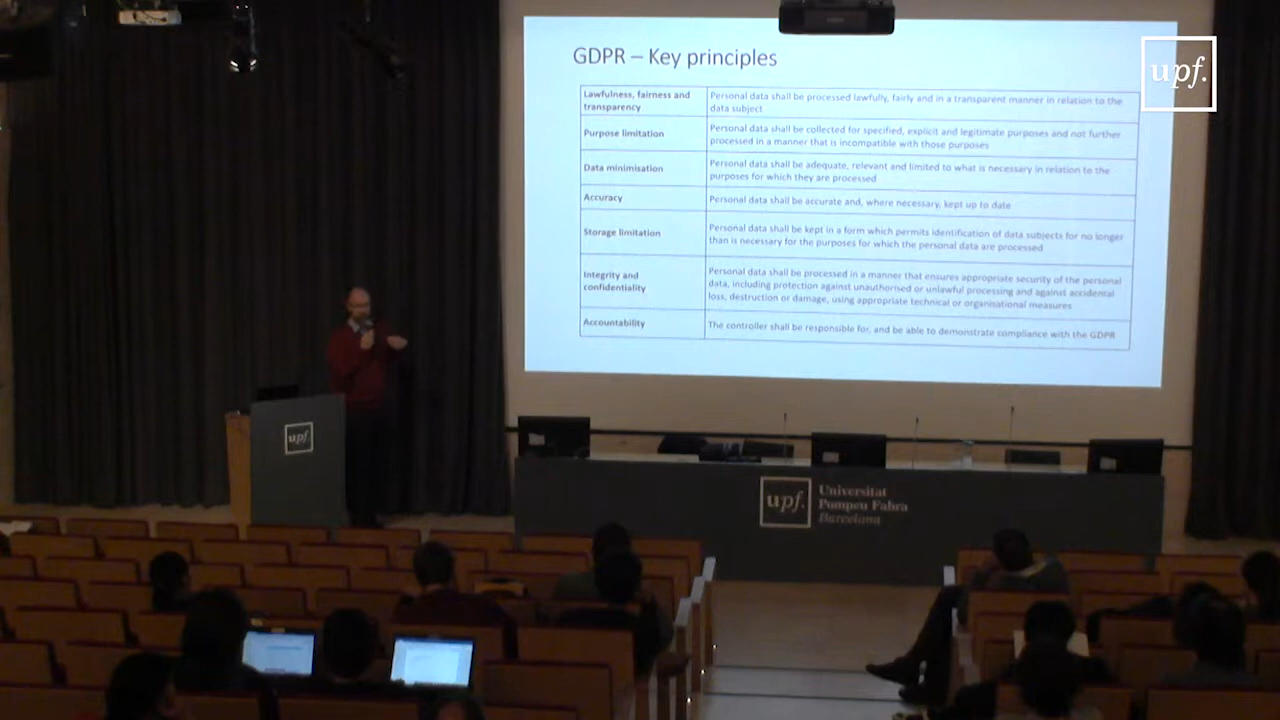 GDPR – Key principles
upf.
Lawfulness, fairness and
transparency
Personal data shall be processed lawfully, fairly and in a transparent manner in relation to the
data subject
Purpose limitation
Personal data shall be collected for specified, explicit and legitimate purposes and not further
processed in a manner that is incompatible with those purposes
Data minimisation
Personal data shall be adequate, relevant and limited to what is necessary in relation to the
purposes for which they are processed
Accuracy
Personal data shall be accurate and, where necessary, kept up to date
Storage limitation
Personal data shall be kept in a form which permits identification of data subjects for no longer
than is necessary for the purposes for which the personal data are processed
Integrity and
confidentiality
Personal data shall be processed in a manner that ensures appropriate security of the personal
data, including protection against unauthorised or unlawful processing and against accidental
loss, destruction or damage, using appropriate technical or organisational measures
Accountability
The controller shall be responsible for, and be able to demonstrate compliance with the GDPR
upf.
upf.
Universitat
Pompeu Fabra
Barcelona